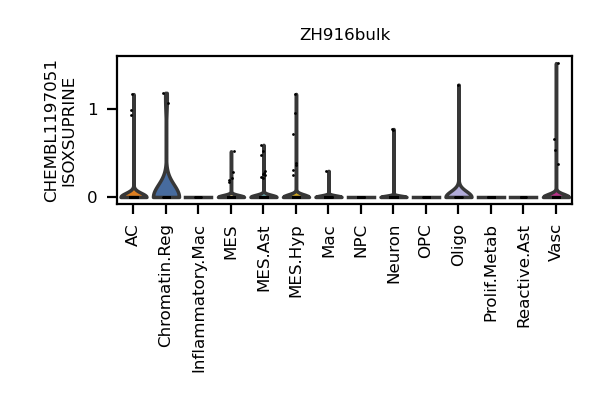 ZH916bulk
CHEMBL1197051
ISOXSUPRINE
1
0
AC
Chromatin.Reg
Inflammatory.Mac
MES
MES.Ast
MES.Hyp
Mac
NPC
Neuron
OPC
Oligo
Prolif.Metab
Reactive.Ast
Vasc